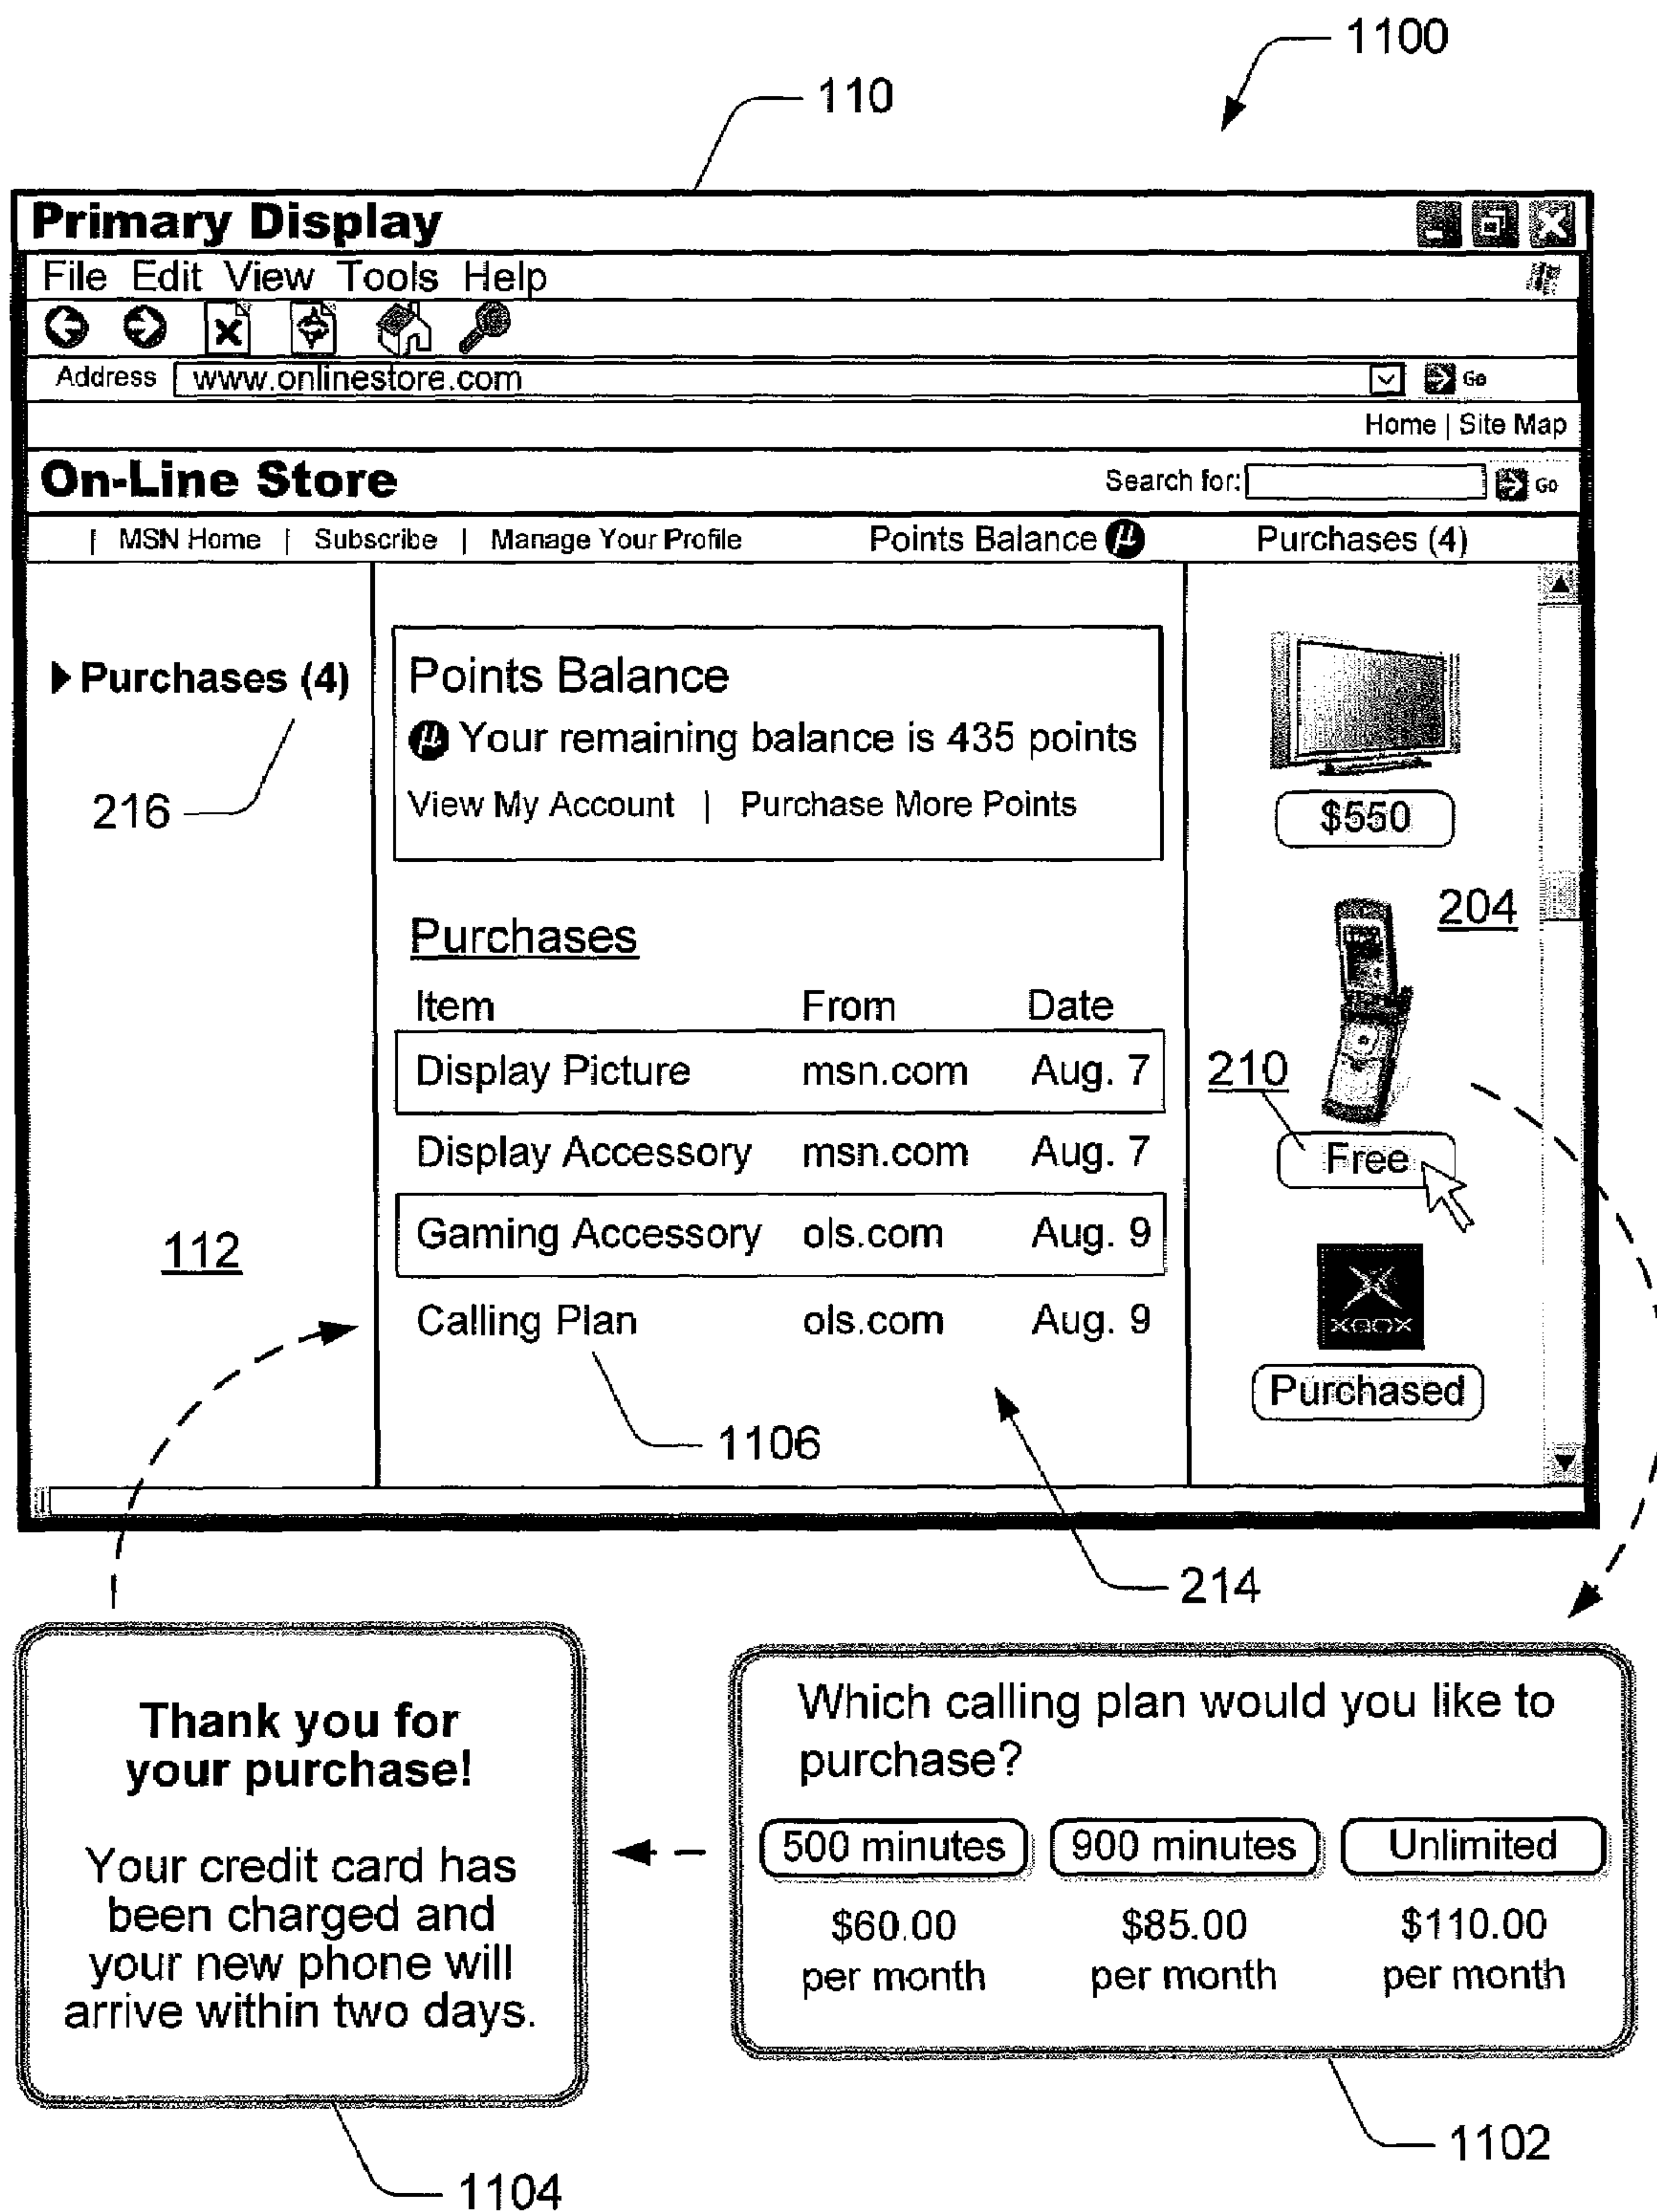 1100
110
Primary Display
File Edit View Tools Help
Address www.onlinestore.com Go
Home | Site Map
On-Line Store Search for: Go
| MSN Home | Subscribe | Manage Your Profile Points Balance μ Purchases (4)
Purchases (4)
216
Points Balance
μ Your remaining balance is 435 points
View My Account | Purchase More Points
Purchases
Item From Date
Display Picture msn.com Aug. 7
Display Accessory msn.com Aug. 7
Gaming Accessory ols.com Aug. 9
Calling Plan ols.com Aug. 9
1106
112
$550
204
210
Free
XBOX
Purchased
214
Which calling plan would you like to
purchase?
500 minutes 900 minutes Unlimited
$60.00 $85.00 $110.00
per month per month per month
1102
Thank you for
your purchase!
Your credit card has
been charged and
your new phone will
arrive within two days.
1104